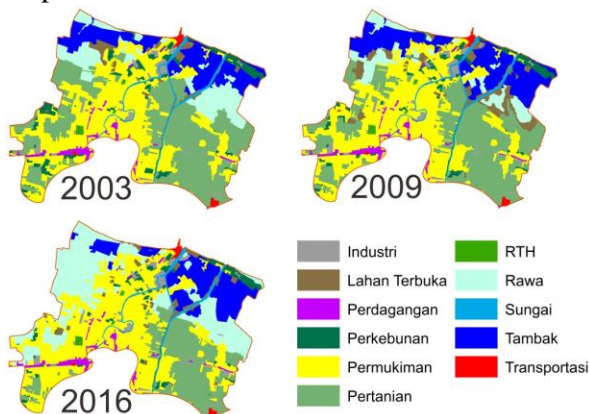 2003
2009
2016
Industri
Lahan Terbuka
Perdagangan
Perkebunan
Permukiman
Pertanian
RTH
Rawa
Sungai
Tambak
Transportasi